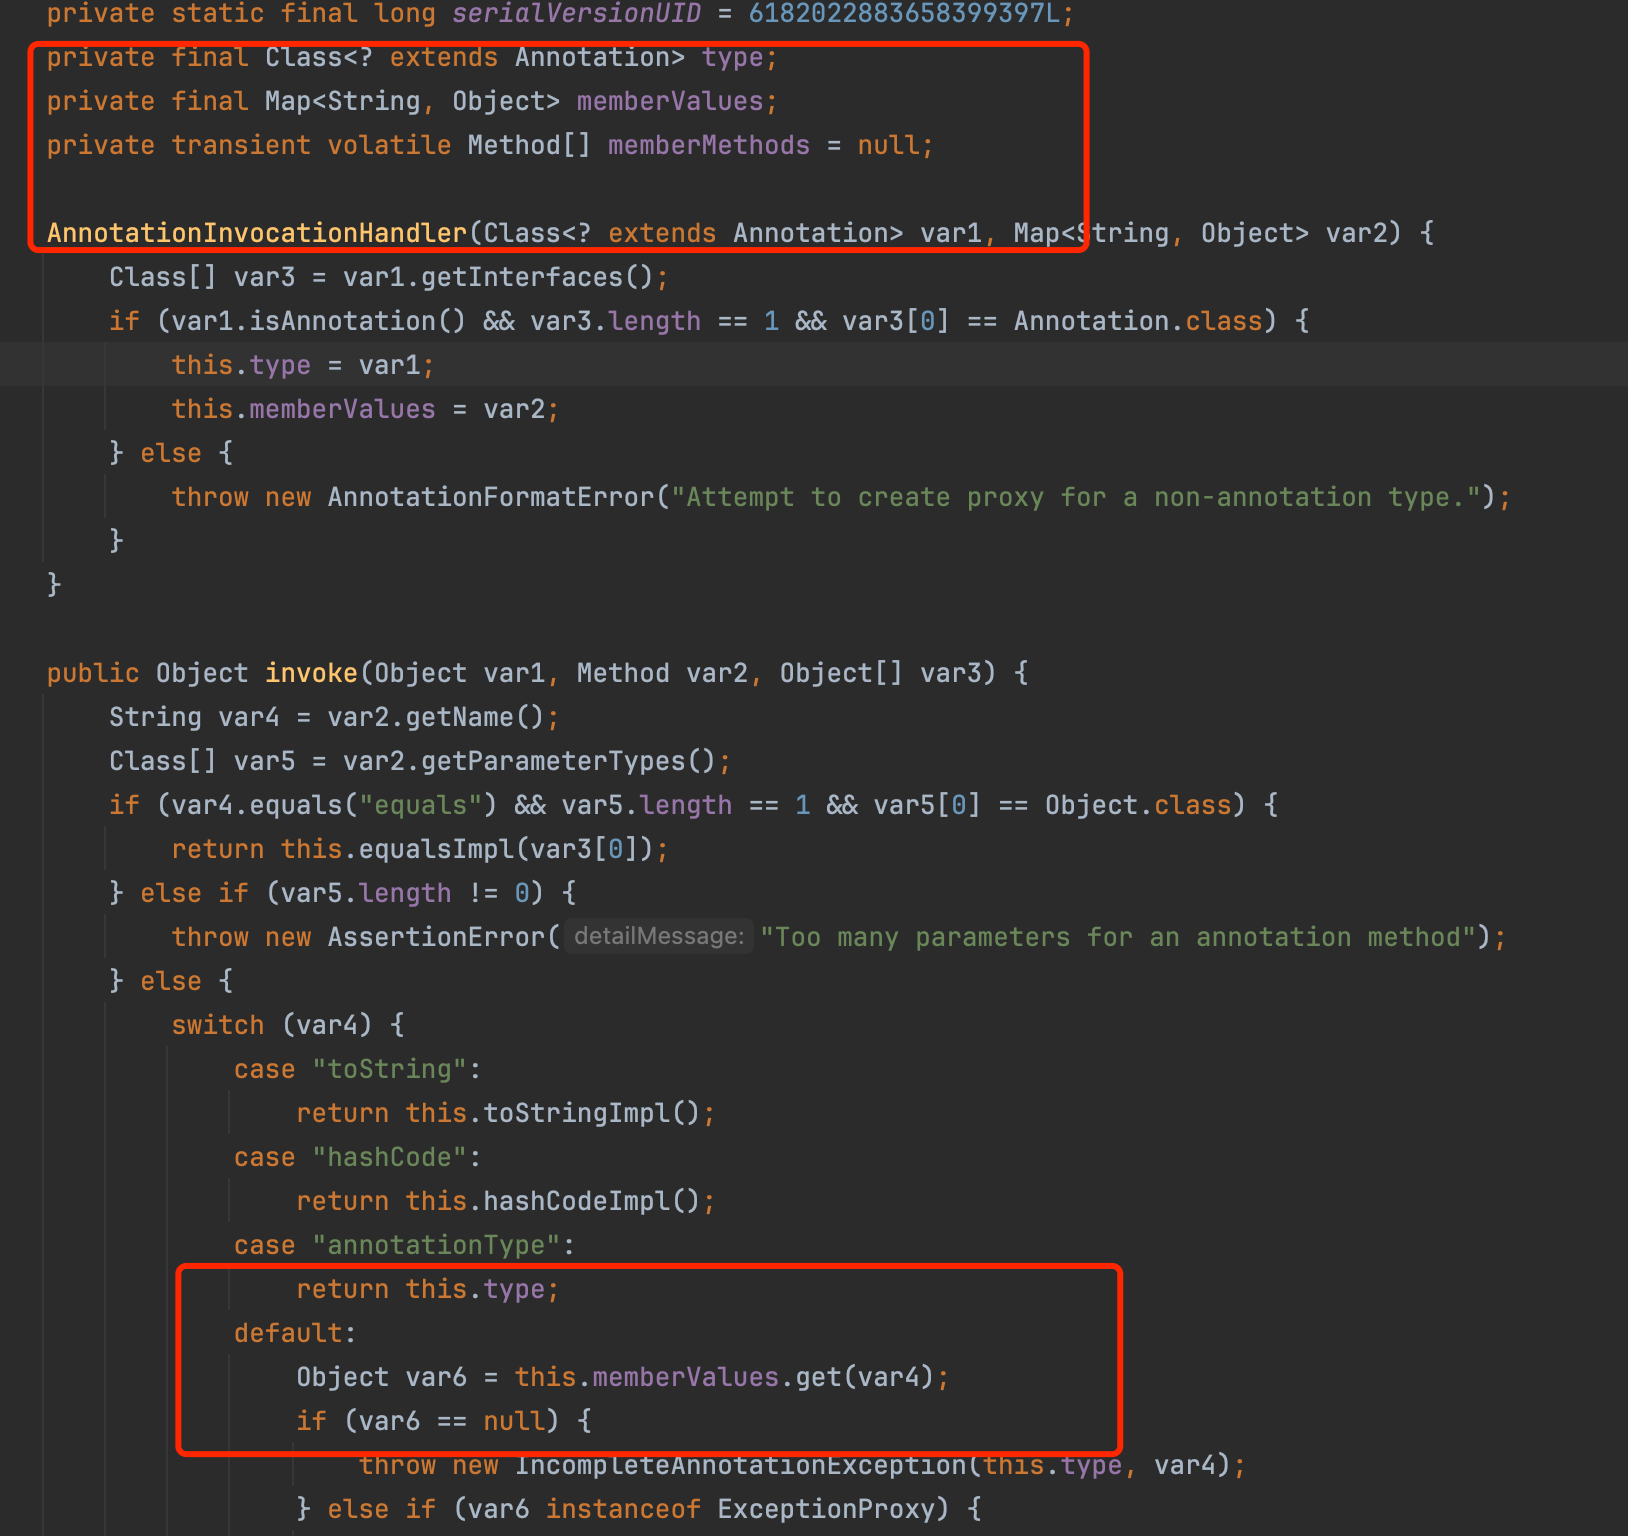 private static final long serialVersionUID = 6182022883658399397L;
private final Class<? extends Annotation> type;
private final Map<String, Object> memberValues;
private transient volatile Method[] memberMethods = null;
AnnotationInvocationHandler(Class<? extends Annotation> var1, Map<String, Object> var2) {
Class[] var3 = var1.getInterfaces();
if (var1.isAnnotation() && var3.length == 1 && var3[0] == Annotation.class) {
this.type = var1;
this.memberValues = var2;
} else {
throw new AnnotationFormatError("Attempt to create proxy for a non-annotation type.");
}
}
public Object invoke(Object var1, Method var2, Object[] var3) {
String var4 = var2.getName();
Class[] var5 = var2.getParameterTypes();
if (var4.equals("equals") && var5.length == 1 && var5[0] == Object.class) {
return this.equalsImpl(var3[0]);
} else if (var5.length != 0) {
throw new AssertionError( detailMessage: "Too many parameters for an annotation method");
} else {
switch (var4) {
case "toString":
return this.toStringImpl();
case "hashCode":
return this.hashCodeImpl();
case "annotationType":
return this.type;
default:
Object var6 = this.memberValues.get(var4);
if (var6 == null) {
throw new IncompleteAnnotationException(this.type, var4);
} else if (var6 instanceof ExceptionProxy) {